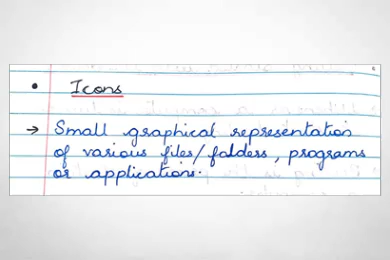 • Icons
→ Small graphical representation
of various files/folders, programs
or applications.